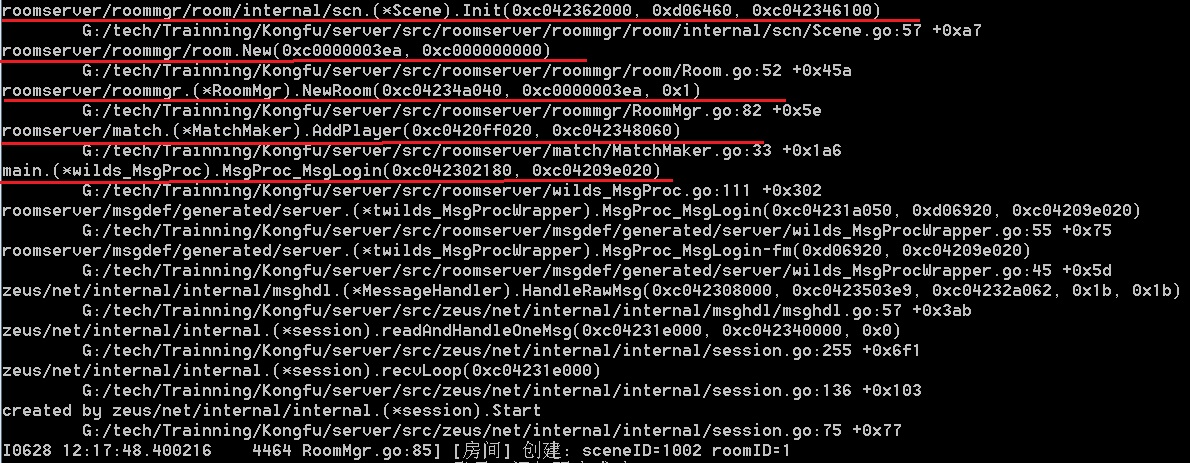 roomserver/roommgr/room/internal/scn.(*Scene).Init(0xc042362000, 0xd06460, 0xc042346100)
G:/tech/Trainning/Kongfu/server/src/roomserver/roommgr/room/internal/scn/Scene.go:57 +0xa7
roomserver/roommgr/room.New(0xc0000003ea, 0xc000000000)
G:/tech/Trainning/Kongfu/server/src/roomserver/roommgr/room/Room.go:52 +0x45a
roomserver/roommgr.(*RoomMgr).NewRoom(0xc04234a040, 0xc0000003ea, 0x1)
G:/tech/Trainning/Kongfu/server/src/roomserver/roommgr/RoomMgr.go:82 +0x5e
roomserver/match.(*MatchMaker).AddPlayer(0xc0420ff020, 0xc042348060)
G:/tech/Trainning/Kongfu/server/src/roomserver/match/MatchMaker.go:33 +0x1a6
main.(*wilds_MsgProc).MsgProc_MsgLogin(0xc042302180, 0xc04209e020)
G:/tech/Trainning/Kongfu/server/src/roomserver/wilds_MsgProc.go:111 +0x302
roomserver/msgdef/generated/server.(*twilds_MsgProcWrapper).MsgProc_MsgLogin(0xc04231a050, 0xd06920, 0xc04209e020)
G:/tech/Trainning/Kongfu/server/src/roomserver/msgdef/generated/server/wilds_MsgProcWrapper.go:55 +0x75
roomserver/msgdef/generated/server.(*twilds_MsgProcWrapper).MsgProc_MsgLogin-fm(0xd06920, 0xc04209e020)
G:/tech/Trainning/Kongfu/server/src/roomserver/msgdef/generated/server/wilds_MsgProcWrapper.go:45 +0x5d
zeus/net/internal/internal/msghdl.(*MessageHandler).HandleRawMsg(0xc042308000, 0xc0423503e9, 0xc04232a062, 0x1b, 0x1b)
G:/tech/Trainning/Kongfu/server/src/zeus/net/internal/internal/msghdl/msghdl.go:57 +0x3ab
zeus/net/internal/internal.(*session).readAndHandleOneMsg(0xc04231e000, 0xc042340000, 0x0)
G:/tech/Trainning/Kongfu/server/src/zeus/net/internal/internal/session.go:255 +0x6f1
zeus/net/internal/internal.(*session).recvLoop(0xc04231e000)
G:/tech/Trainning/Kongfu/server/src/zeus/net/internal/internal/session.go:136 +0x103
created by zeus/net/internal/internal.(*session).Start
G:/tech/Trainning/Kongfu/server/src/zeus/net/internal/internal/session.go:75 +0x77
I0628 12:17:48.400216    4464 RoomMgr.go:85] [房间] 创建: sceneID=1002 roomID=1